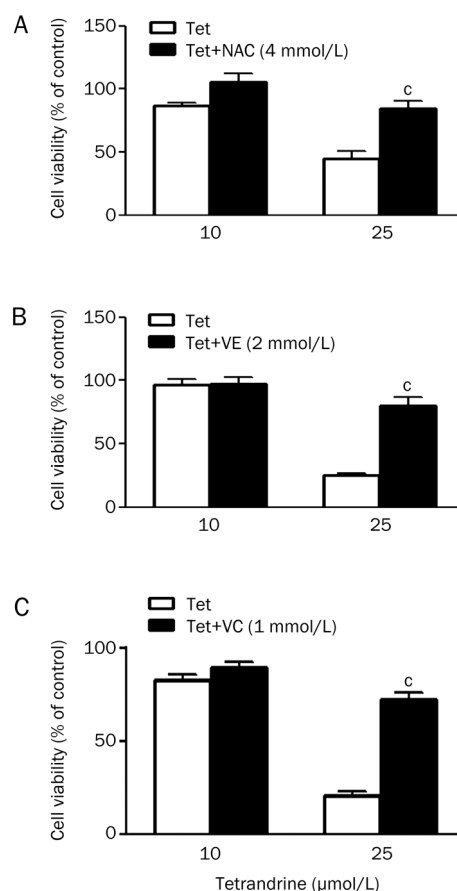 A
Cell viability (% of control)
150
100
50
0
Tet
Tet+NAC (4 mmol/L)
c
10
25
B
Cell viability (% of control)
150
100
50
0
Tet
Tet+VE (2 mmol/L)
c
10
25
C
Cell viability (% of control)
100
50
0
Tet
Tet+VC (1 mmol/L)
c
10
25
Tetrandrine (μmol/L)